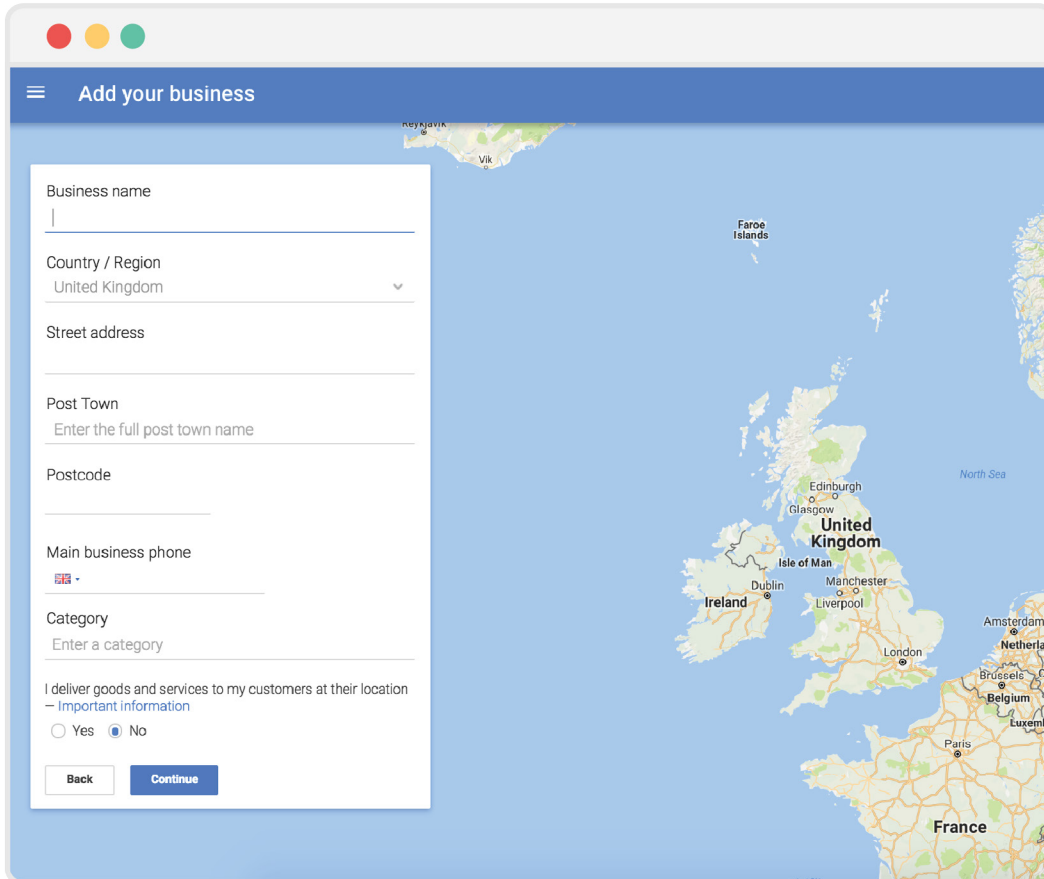 Add your business
Reykjavik
Vik
Business name
Faroe
Islands
Country / Region
United Kingdom
Street address
Post Town
Enter the full post town name
Postcode
North Sea
Edinburgh
Glasgow
United
Kingdom
Main business phone
Isle of Man
Dublin
Manchester
Ireland
Liverpool
Category
Enter a category
Amsterdam
Netherla
London
Brussels
Belgium
I deliver goods and services to my customers at their location
– Important information
Luxemb
Yes No
Paris
Back Continue
France